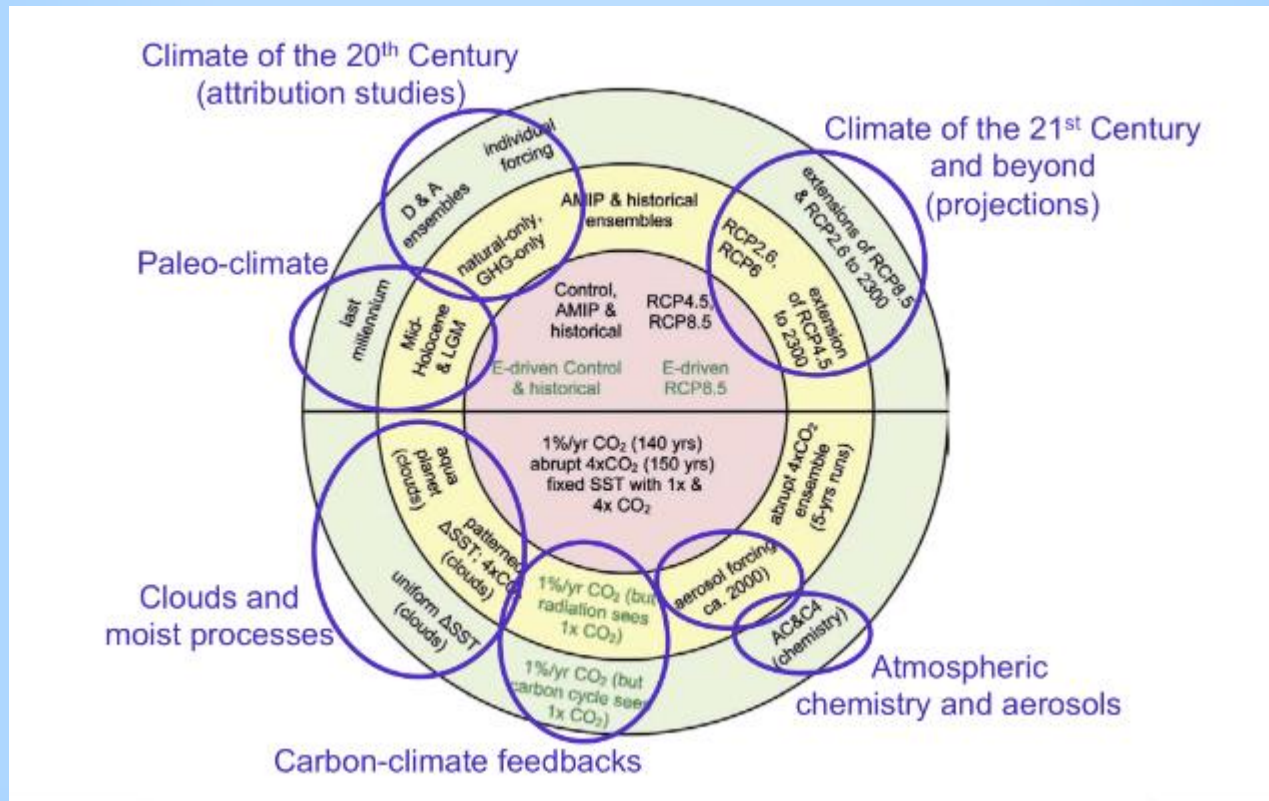 Climate of the 20th Century
(attribution studies)
Climate of the 21st Century
and beyond
(projections)
Paleo-climate
individual
forcing
D & A
ensembles
AMIP & historical
ensembles
natural-only,
GHG-only
RCP2.6,
RCP6
extensions of RCP8.5
& RCP2.6 to 2300
extension
of RCP4.5
to 2300
last
millennium
Mid-
Holocene
& LGM
Control,
AMIP &
historical
RCP4.5,
RCP8.5
E-driven Control
& historical
E-driven
RCP8.5
1%/yr CO₂ (140 yrs)
abrupt 4xCO₂ (150 yrs)
fixed SST with 1x &
4x CO₂
aqua
planet
(clouds)
patterned
ΔSST; 4xCO₂
(clouds)
uniform ΔSST
(clouds)
1%/yr CO₂ (but
radiation sees
1x CO₂)
1%/yr CO₂ (but
carbon cycle sees
1x CO₂)
abrupt 4xCO₂
ensemble
(5-yrs runs)
aerosol forcing
ca. 2000)
AC&C4
(chemistry)
Clouds and
moist processes
Atmospheric
chemistry and aerosols
Carbon-climate feedbacks